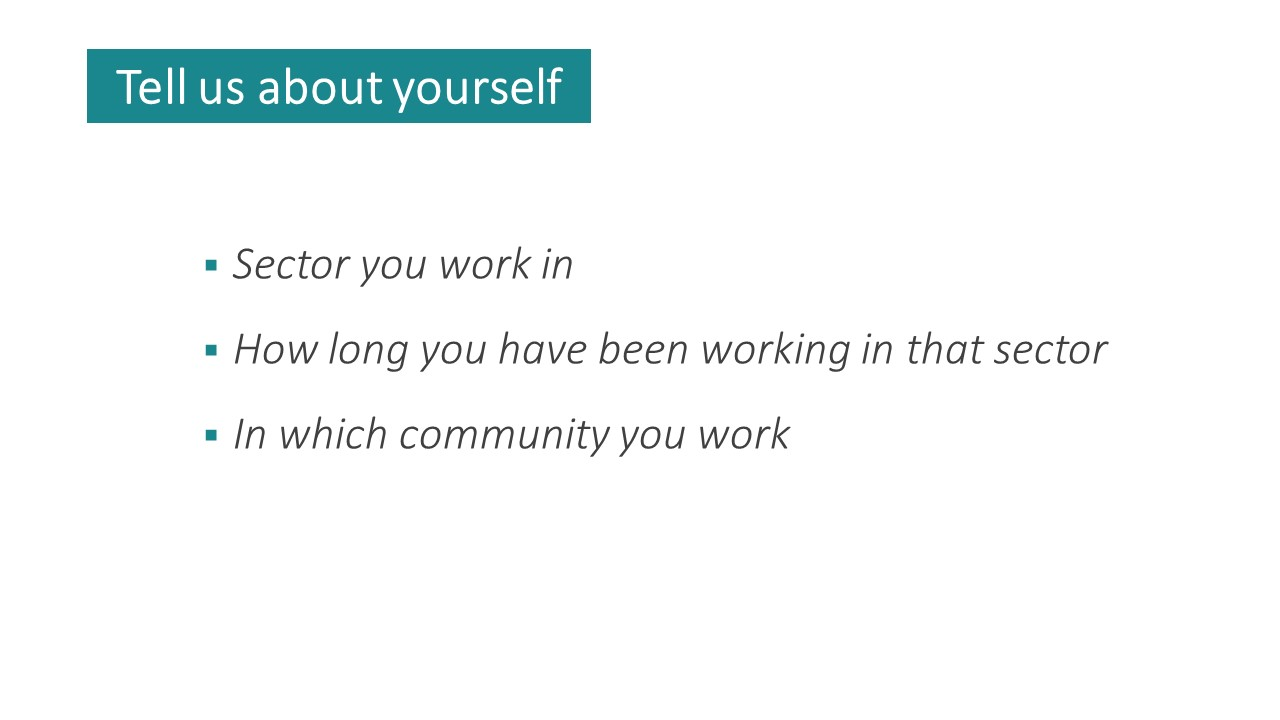 Tell us about yourself
▪ Sector you work in
▪ How long you have been working in that sector
▪ In which community you work